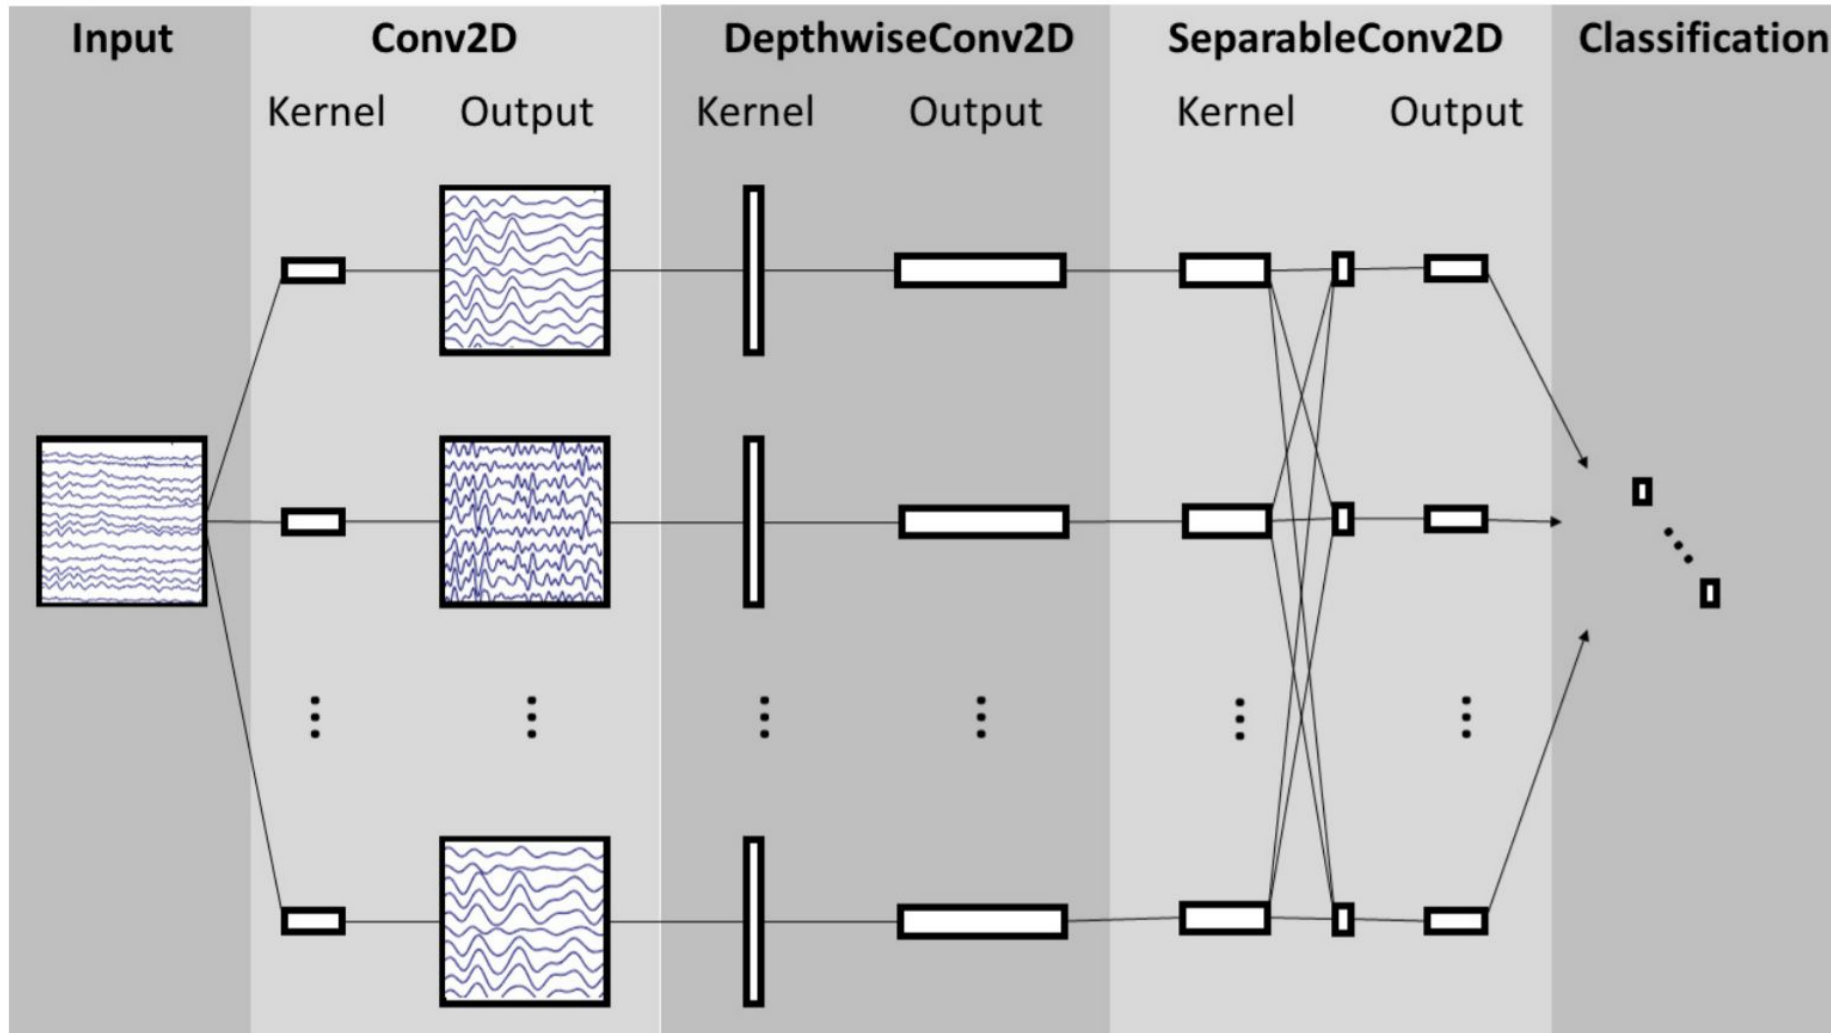 Input Conv2D DepthwiseConv2D SeparableConv2D Classification
Kernel Output Kernel Output Kernel Output